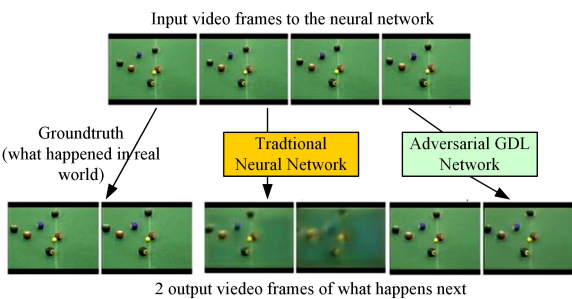 Input video frames to the neural network
Groundtruth
(what happened in real
world)
Tradtional
Neural Network
Adversarial GDL
Network
2 output viedeo frames of what happens next